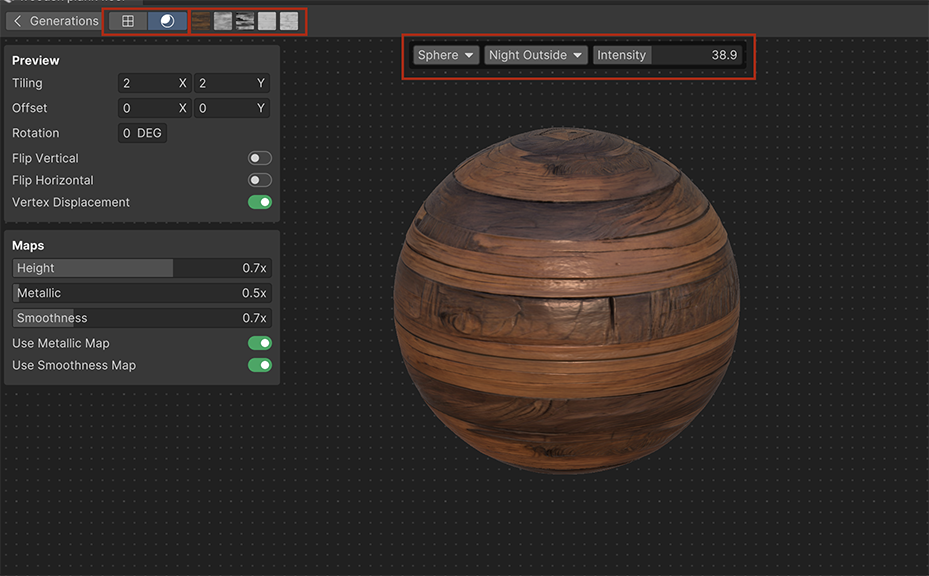 Generations
Sphere Night Outside Intensity 38.9
Preview
Tiling 2 X 2 Y
Offset 0 X 0 Y
Rotation 0 DEG
Flip Vertical
Flip Horizontal
Vertex Displacement
Maps
Height 0.7x
Metallic 0.5x
Smoothness 0.7x
Use Metallic Map
Use Smoothness Map